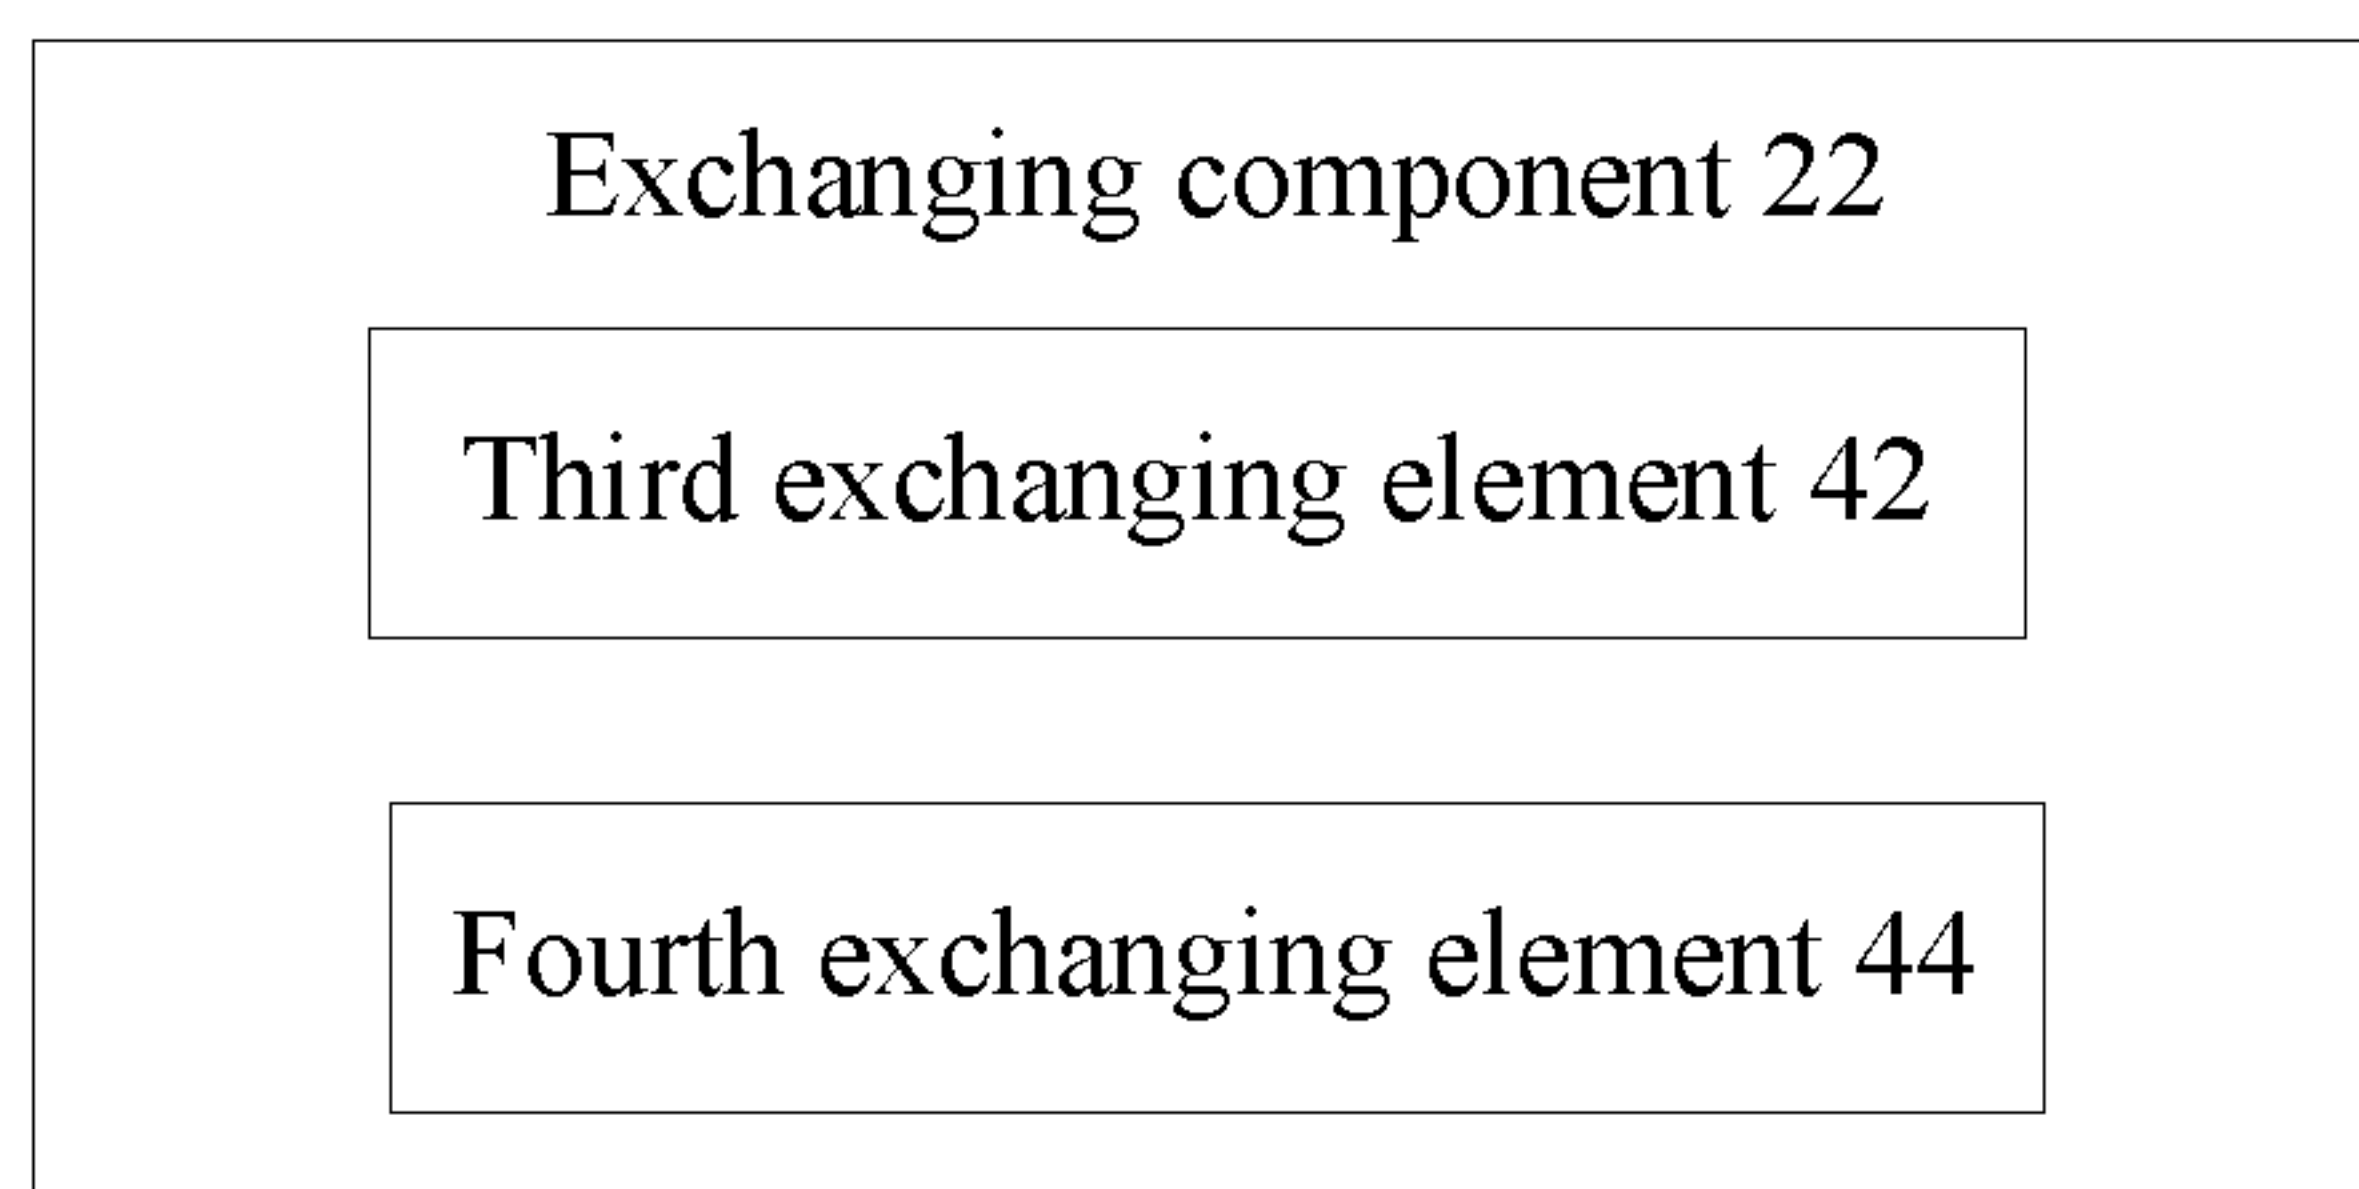 Exchanging component 22
Third exchanging element 42
Fourth exchanging element 44